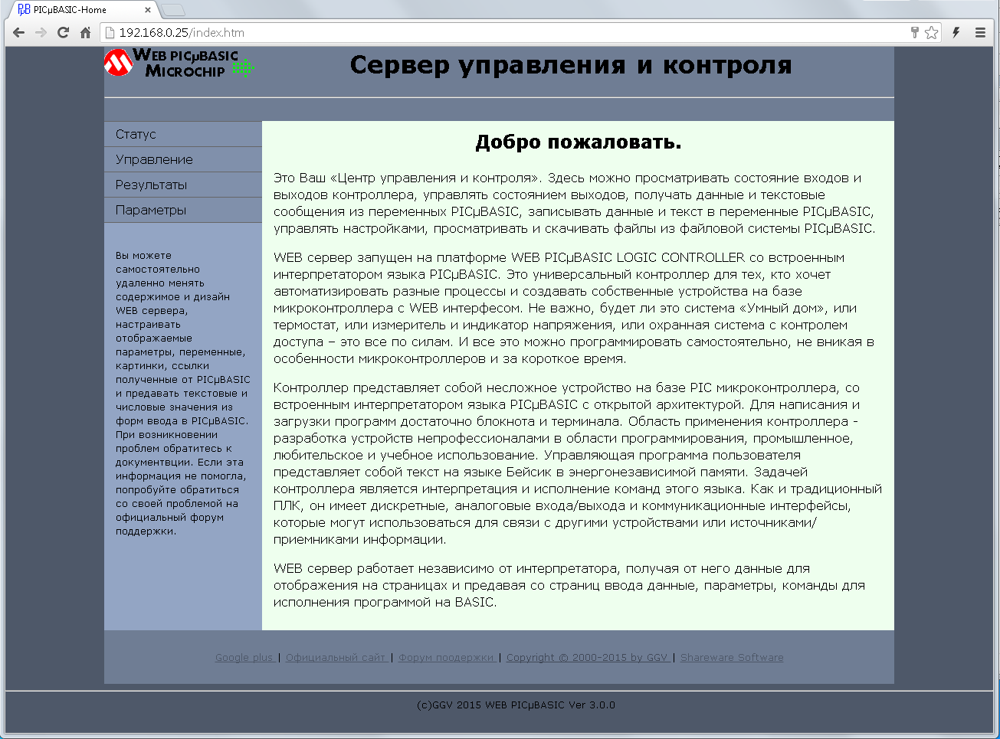 PICµBASIC-Home
192.168.0.25/index.htm
WEB PICµBASIC
MICROCHIP
Сервер управления и контроля
Статус
Управление
Результаты
Параметры
Вы можете
самостоятельно
удаленно менять
содержимое и дизайн
WEB сервера,
настраивать
отображаемые
параметры, переменные,
картинки, ссылки
полученные от PICµBASIC
и предавать текстовые и
числовые значения из
форм ввода в PICµBASIC.
При возникновении
проблем обратитесь к
документвции. Если эта
информация не помогла,
попробуйте обратиться
со своей проблемой на
официальный форум
поддержки.
Добро пожаловать.
Это Ваш «Центр управления и контроля». Здесь можно просматривать состояние входов и
выходов контроллера, управлять состоянием выходов, получать данные и текстовые
сообщения из переменных PICµBASIC, записывать данные и текст в переменные PICµBASIC,
управлять настройками, просматривать и скачивать файлы из файловой системы PICµBASIC.
WEB сервер запущен на платформе WEB PICµBASIC LOGIC CONTROLLER со встроенным
интерпретатором языка PICµBASIC. Это универсальный контроллер для тех, кто хочет
автоматизировать разные процессы и создавать собственные устройства на базе
микроконтроллера с WEB интерфесом. Не важно, будет ли это система «Умный дом», или
термостат, или измеритель и индикатор напряжения, или охранная система с контролем
доступа – это все по силам. И все это можно программировать самостоятельно, не вникая в
особенности микроконтроллеров и за короткое время.
Контроллер представляет собой несложное устройство на базе PIC микроконтроллера, со
встроенным интерпретатором языка PICµBASIC с открытой архитектурой. Для написания и
загрузки программ достаточно блокнота и терминала. Область применения контроллера -
разработка устройств непрофессионалами в области программирования, промышленное,
любительское и учебное использование. Управляющая программа пользователя
представляет собой текст на языке Бейсик в энергонезависимой памяти. Задачей
контроллера является интерпретация и исполнение команд этого языка. Как и традиционный
ПЛК, он имеет дискретные, аналоговые входа/выхода и коммуникационные интерфейсы,
которые могут использоваться для связи с другими устройствами или источниками/
приемниками информации.
WEB сервер работает независимо от интерпретатора, получая от него данные для
отображения на страницах и предавая со страниц ввода данные, параметры, команды для
исполнения программой на BASIC.
Google plus | Официальный сайт | Форум поодержки | Copyright © 2000-2015 by GGV | Shareware Software
(c)GGV 2015 WEB PICµBASIC Ver 3.0.0